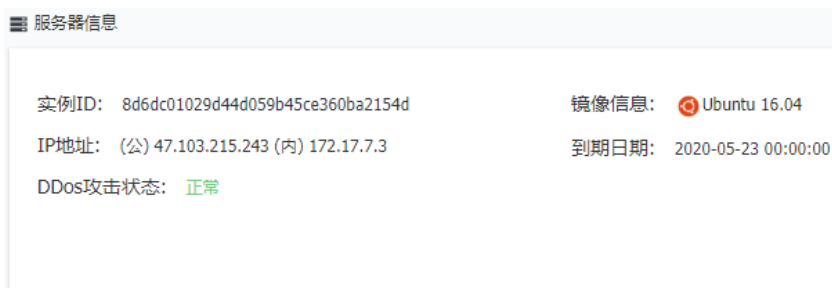 服务器信息
实例ID： 8d6dc01029d44d059b45ce360ba2154d 镜像信息： Ubuntu 16.04
IP地址： (公) 47.103.215.243 (内) 172.17.7.3 到期日期： 2020-05-23 00:00:00
DDos攻击状态： 正常